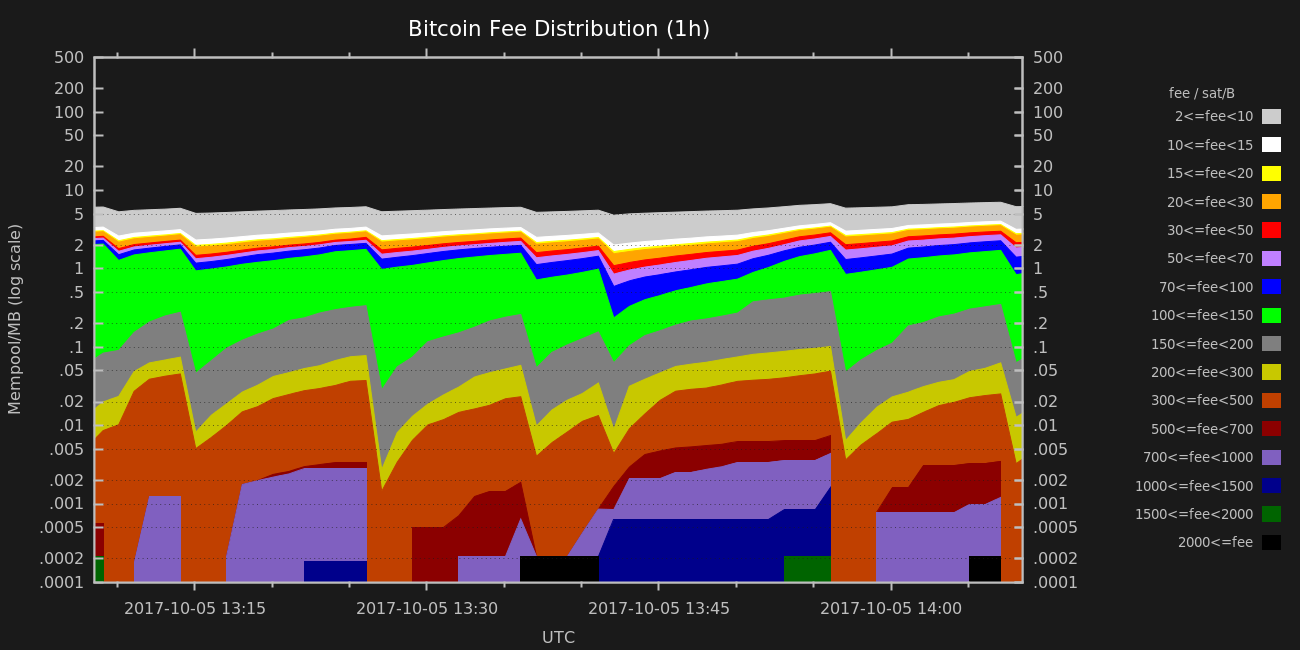 Bitcoin Fee Distribution (1h)
Mempool/MB (log scale)
500
200
100
50
20
10
5
2
1
.5
.2
.1
.05
.02
.01
.005
.002
.001
.0005
.0002
.0001
500
200
100
50
20
10
5
2
1
.5
.2
.1
.05
.02
.01
.005
.002
.001
.0005
.0002
.0001
2017-10-05 13:15
2017-10-05 13:30
2017-10-05 13:45
2017-10-05 14:00
UTC
fee / sat/B
2<=fee<10
10<=fee<15
15<=fee<20
20<=fee<30
30<=fee<50
50<=fee<70
70<=fee<100
100<=fee<150
150<=fee<200
200<=fee<300
300<=fee<500
500<=fee<700
700<=fee<1000
1000<=fee<1500
1500<=fee<2000
2000<=fee